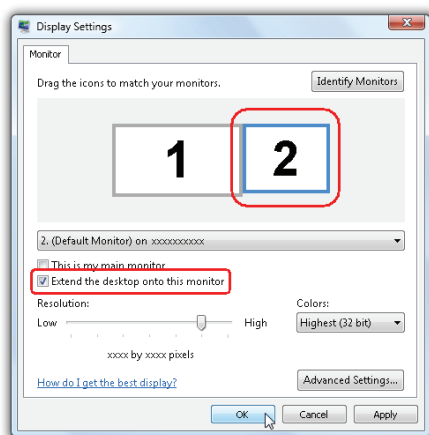 Display Settings
Monitor
Drag the icons to match your monitors.
Identify Monitors
1 2
2. (Default Monitor) on xxxxxxxxxx
This is my main monitor
Extend the desktop onto this monitor
Resolution:
Colors:
Low
High
Highest (32 bit)
xxxx by xxxx pixels
How do I get the best display?
Advanced Settings...
OK
Cancel
Apply